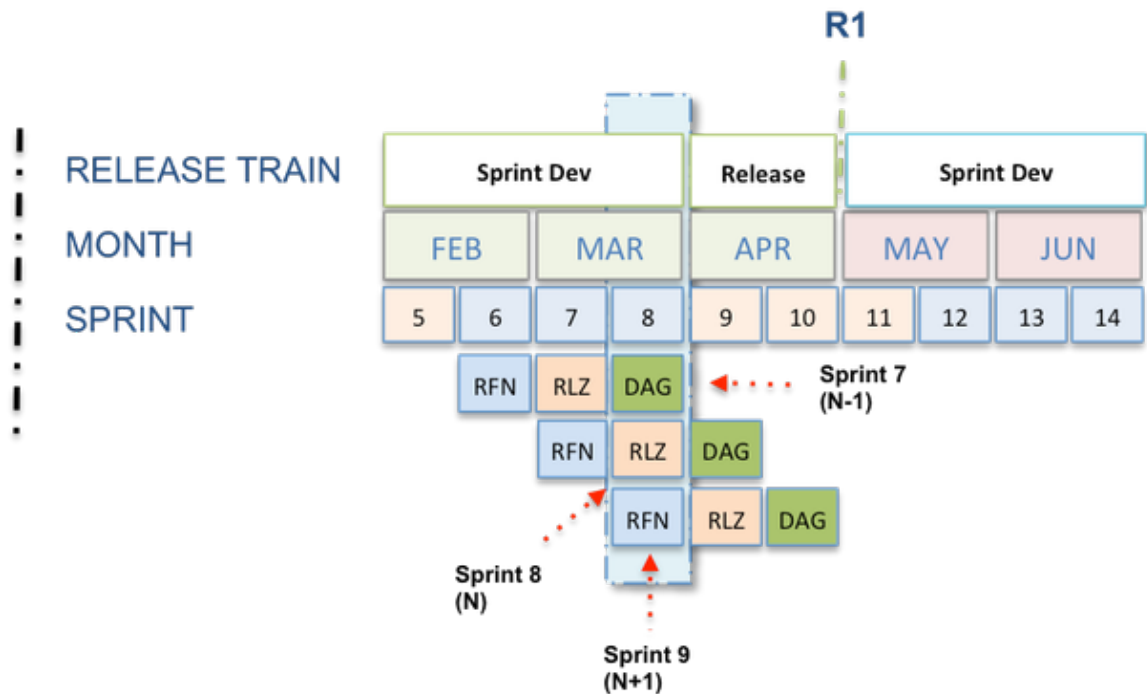 R1
RELEASE TRAIN Sprint Dev Release Sprint Dev
MONTH FEB MAR APR MAY JUN
SPRINT 5 6 7 8 9 10 11 12 13 14
RFN RLZ DAG Sprint 7
(N-1)
RFN RLZ DAG
RFN RLZ DAG
Sprint 8
(N)
Sprint 9
(N+1)